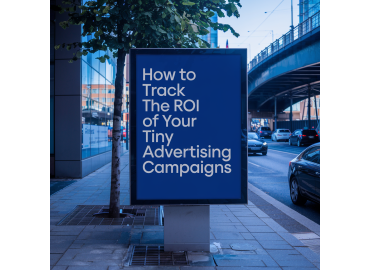 How to
Track
The ROI
of Your
Tiny
Advertising
Campaigns